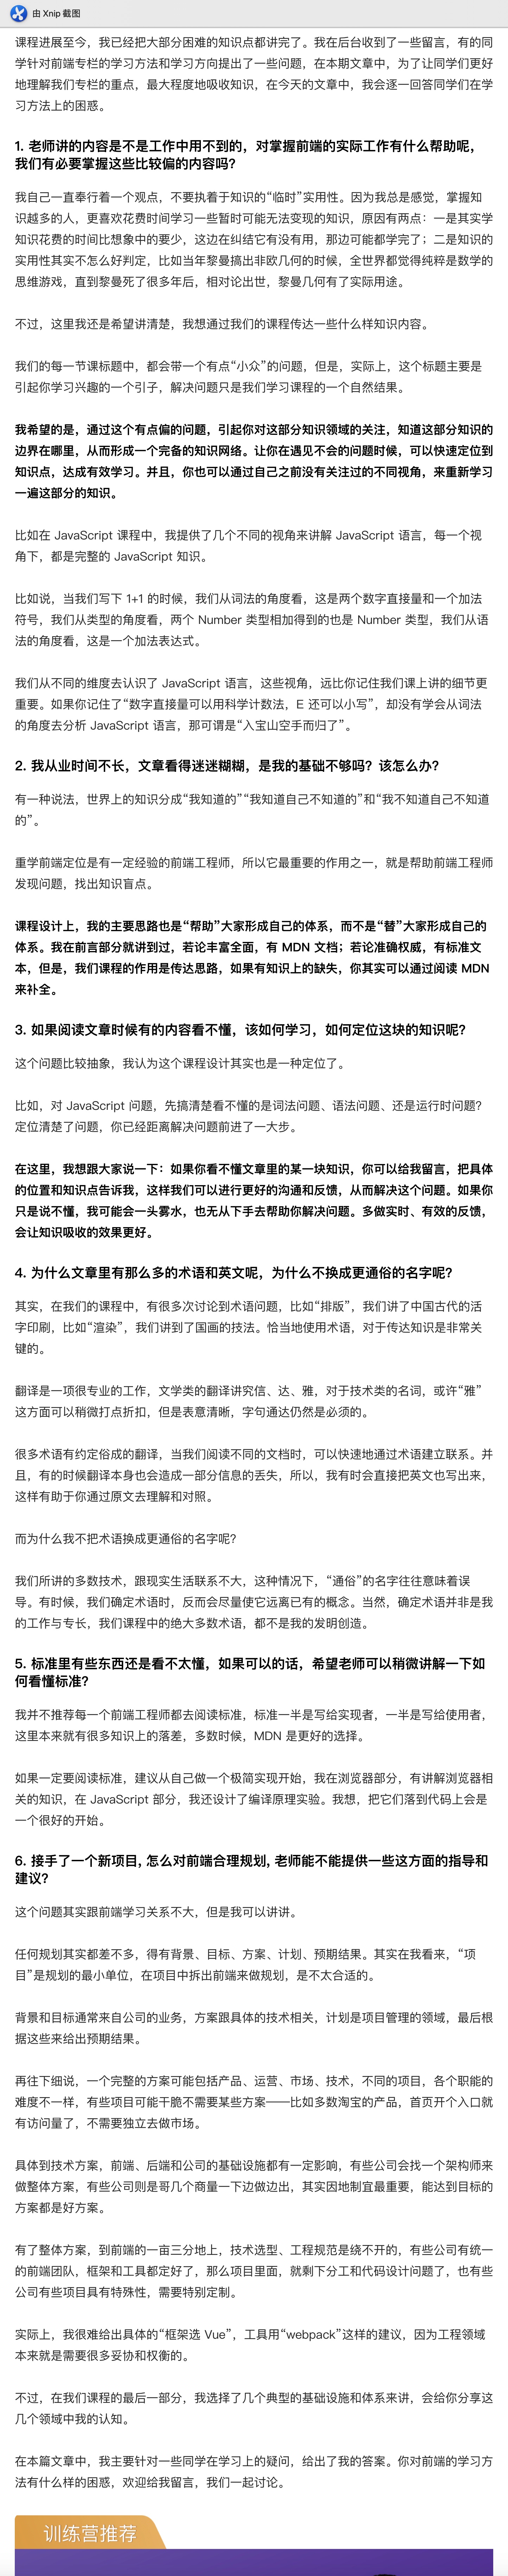 由 Xnip 截图
课程进展至今，我已经把大部分困难的知识点都讲完了。我在后台收到了一些留言，有的同
学针对前端专栏的学习方法和学习方向提出了一些问题，在本期文章中，为了让同学们更好
地理解我们专栏的重点，最大程度地吸收知识，在今天的文章中，我会逐一回答同学们在学
习方法上的困惑。
1. 老师讲的内容是不是工作中用不到的，对掌握前端的实际工作有什么帮助呢，
我们有必要掌握这些比较偏的内容吗？
我自己一直奉行着一个观点，不要执着于知识的“临时”实用性。因为我总是感觉，掌握知
识越多的人，更喜欢花费时间学习一些暂时可能无法变现的知识，原因有两点：一是其实学
知识花费的时间比想象中的要少，这边在纠结它有没有用，那边可能都学完了；二是知识的
实用性其实不怎么好判定，比如当年黎曼搞出非欧几何的时候，全世界都觉得纯粹是数学的
思维游戏，直到黎曼死了很多年后，相对论出世，黎曼几何有了实际用途。
不过，这里我还是希望讲清楚，我想通过我们的课程传达一些什么样知识内容。
我们的每一节课标题中，都会带一个有点“小众”的问题，但是，实际上，这个标题主要是
引起你学习兴趣的一个引子，解决问题只是我们学习课程的一个自然结果。
我希望的是，通过这个有点偏的问题，引起你对这部分知识领域的关注，知道这部分知识的
边界在哪里，从而形成一个完备的知识网络。让你在遇见不会的问题时候，可以快速定位到
知识点，达成有效学习。并且，你也可以通过自己之前没有关注过的不同视角，来重新学习
一遍这部分的知识。
比如在 JavaScript 课程中，我提供了几个不同的视角来讲解 JavaScript 语言，每一个视
角下，都是完整的 JavaScript 知识。
比如说，当我们写下 1+1 的时候，我们从词法的角度看，这是两个数字直接量和一个加法
符号，我们从类型的角度看，两个 Number 类型相加得到的也是 Number 类型，我们从语
法的角度看，这是一个加法表达式。
我们从不同的维度去认识了 JavaScript 语言，这些视角，远比你记住我们课上讲的细节更
重要。如果你记住了“数字直接量可以用科学计数法，E 还可以小写”，却没有学会从词法
的角度去分析 JavaScript 语言，那可谓是“入宝山空手而归了”。
2. 我从业时间不长，文章看得迷迷糊糊，是我的基础不够吗？该怎么办？
有一种说法，世界上的知识分成“我知道的”“我知道自己不知道的”和“我不知道自己不知道
的”。
重学前端定位是有一定经验的前端工程师，所以它最重要的作用之一，就是帮助前端工程师
发现问题，找出知识盲点。
课程设计上，我的主要思路也是“帮助”大家形成自己的体系，而不是“替”大家形成自己的
体系。我在前言部分就讲到过，若论丰富全面，有 MDN 文档；若论准确权威，有标准文
本，但是，我们课程的作用是传达思路，如果有知识上的缺失，你其实可以通过阅读 MDN
来补全。
3. 如果阅读文章时候有的内容看不懂，该如何学习，如何定位这块的知识呢？
这个问题比较抽象，我认为这个课程设计其实也是一种定位了。
比如，对 JavaScript 问题，先搞清楚看不懂的是词法问题、语法问题、还是运行时问题？
定位清楚了问题，你已经距离解决问题前进了一大步。
在这里，我想跟大家说一下：如果你看不懂文章里的某一块知识，你可以给我留言，把具体
的位置和知识点告诉我，这样我们可以进行更好的沟通和反馈，从而解决这个问题。如果你
只是说不懂，我可能会一头雾水，也无从下手去帮助你解决问题。多做实时、有效的反馈，
会让知识吸收的效果更好。
4. 为什么文章里有那么多的术语和英文呢，为什么不换成更通俗的名字呢？
其实，在我们的课程中，有很多次讨论到术语问题，比如“排版”，我们讲了中国古代的活
字印刷，比如“渲染”，我们讲到了国画的技法。恰当地使用术语，对于传达知识是非常关
键的。
翻译是一项很专业的工作，文学类的翻译讲究信、达、雅，对于技术类的名词，或许“雅”
这方面可以稍微打点折扣，但是表意清晰，字句通达仍然是必须的。
很多术语有约定俗成的翻译，当我们阅读不同的文档时，可以快速地通过术语建立联系。并
且，有的时候翻译本身也会造成一部分信息的丢失，所以，我有时会直接把英文也写出来，
这样有助于你通过原文去理解和对照。
而为什么我不把术语换成更通俗的名字呢？
我们所讲的多数技术，跟现实生活联系不大，这种情况下，“通俗”的名字往往意味着误
导。有时候，我们确定术语时，反而会尽量使它远离已有的概念。当然，确定术语并非是我
的工作与专长，我们课程中的绝大多数术语，都不是我的发明创造。
5. 标准里有些东西还是看不太懂，如果可以的话，希望老师可以稍微讲解一下如
何看懂标准？
我并不推荐每一个前端工程师都去阅读标准，标准一半是写给实现者，一半是写给使用者，
这里本来就有很多知识上的落差，多数时候，MDN 是更好的选择。
如果一定要阅读标准，建议从自己做一个极简实现开始，我在浏览器部分，有讲解浏览器相
关的知识，在 JavaScript 部分，我还设计了编译原理实验。我想，把它们落到代码上会是
一个很好的开始。
6. 接手了一个新项目, 怎么对前端合理规划, 老师能不能提供一些这方面的指导和
建议?
这个问题其实跟前端学习关系不大，但是我可以讲讲。
任何规划其实都差不多，得有背景、目标、方案、计划、预期结果。其实在我看来，“项
目”是规划的最小单位，在项目中拆出前端来做规划，是不太合适的。
背景和目标通常来自公司的业务，方案跟具体的技术相关，计划是项目管理的领域，最后根
据这些来给出预期结果。
再往下细说，一个完整的方案可能包括产品、运营、市场、技术，不同的项目，各个职能的
难度不一样，有些项目可能干脆不需要某些方案——比如多数淘宝的产品，首页开个入口就
有访问量了，不需要独立去做市场。
具体到技术方案，前端、后端和公司的基础设施都有一定影响，有些公司会找一个架构师来
做整体方案，有些公司则是哥几个商量一下边做边出，其实因地制宜最重要，能达到目标的
方案都是好方案。
有了整体方案，到前端的一亩三分地上，技术选型、工程规范是绕不开的，有些公司有统一
的前端团队，框架和工具都定好了，那么项目里面，就剩下分工和代码设计问题了，也有些
公司有些项目具有特殊性，需要特别定制。
实际上，我很难给出具体的“框架选 Vue”，工具用“webpack”这样的建议，因为工程领域
本来就是需要很多妥协和权衡的。
不过，在我们课程的最后一部分，我选择了几个典型的基础设施和体系来讲，会给你分享这
几个领域中我的认知。
在本篇文章中，我主要针对一些同学在学习上的疑问，给出了我的答案。你对前端的学习方
法有什么样的困惑，欢迎给我留言，我们一起讨论。
训练营推荐